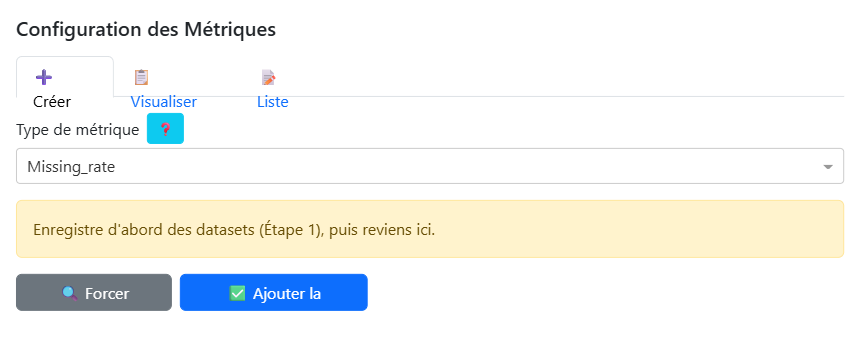 Configuration des Métriques
➕
Créer
📋
Visualiser
📝
Liste
Type de métrique ❓
Missing_rate
Enregistre d'abord des datasets (Étape 1), puis reviens ici.
🔍 Forcer
✅ Ajouter la